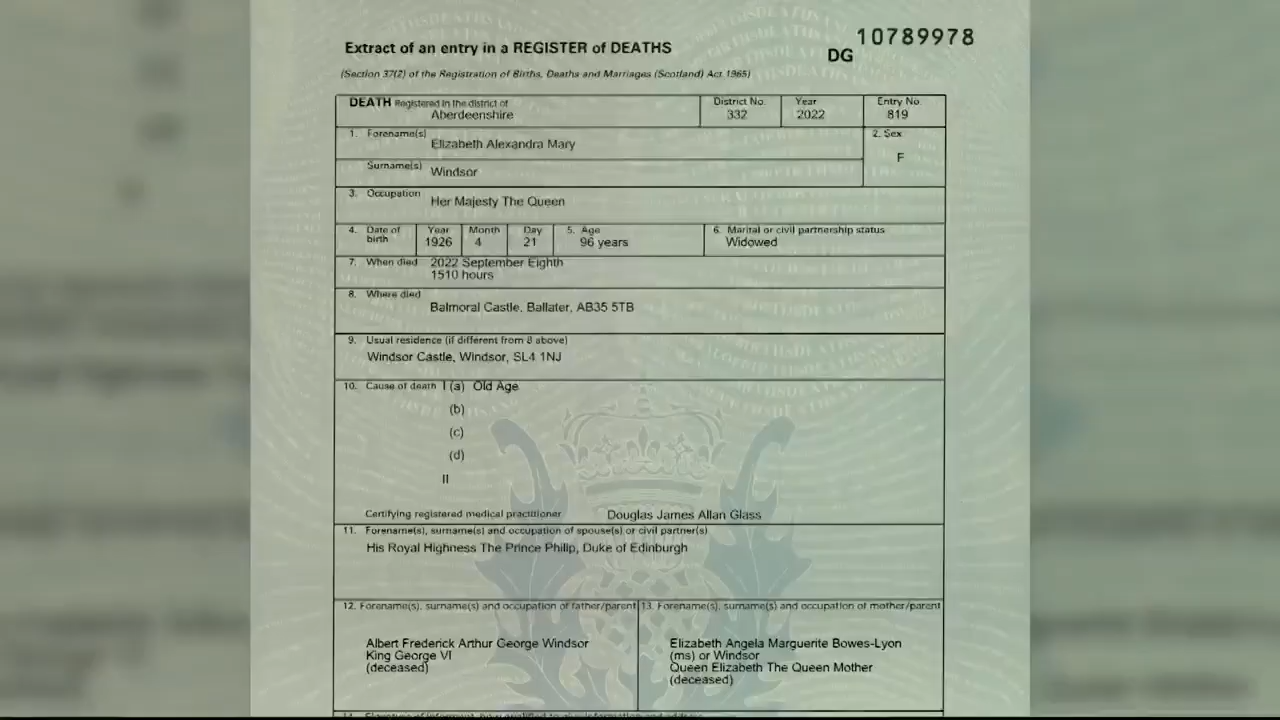 Extract of an entry in a REGISTER of DEATHS
DG 10789978
(Section 37(2) of the Registration of Births, Deaths and Marriages (Scotland) Act 1965)
DEATH Registered in the district of
Aberdeenshire
District No.
332
Year
2022
Entry No.
819
1. Forename(s)
Elizabeth Alexandra Mary
2. Sex
F
Surname(s)
Windsor
3. Occupation
Her Majesty The Queen
4. Date of birth
Year
1926
Month
4
Day
21
5. Age
96 years
6. Marital or civil partnership status
Widowed
7. When died 2022 September Eighth
1510 hours
8. Where died
Balmoral Castle, Ballater, AB35 5TB
9. Usual residence (if different from 8 above)
Windsor Castle, Windsor, SL4 1NJ
10. Cause of death I (a) Old Age
(b)
(c)
(d)
II
Certifying registered medical practitioner Douglas James Allan Glass
11. Forename(s), surname(s) and occupation of spouse(s) or civil partner(s)
His Royal Highness The Prince Philip, Duke of Edinburgh
12. Forename(s), surname(s) and occupation of father/parent
Albert Frederick Arthur George Windsor
King George VI
(deceased)
13. Forename(s), surname(s) and occupation of mother/parent
Elizabeth Angela Marguerite Bowes-Lyon
(ms) or Windsor
Queen Elizabeth The Queen Mother
(deceased)